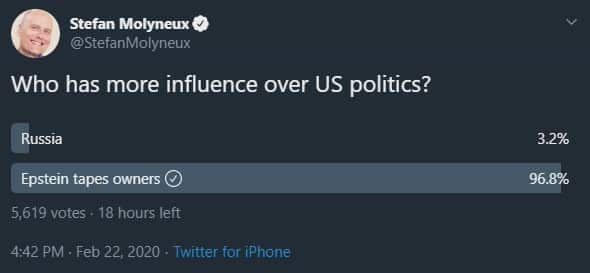 Stefan Molyneux
@StefanMolyneux
Who has more influence over US politics?
Russia 3.2%
Epstein tapes owners 96.8%
5,619 votes · 18 hours left
4:42 PM · Feb 22, 2020 · Twitter for iPhone